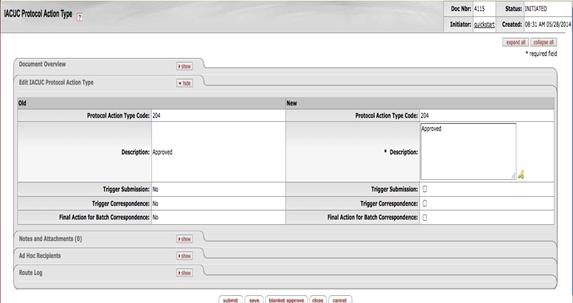 IACUC Protocol Action Type ?
Doc Nbr: 4115 Status: INITIATED
Initiator: quickstart Created: 08:31 AM 05/28/2014
expand all collapse all
* required field
Document Overview show
Edit IACUC Protocol Action Type hide
Old New
Protocol Action Type Code: 204 Protocol Action Type Code: 204
Description: Approved * Description: Approved
Trigger Submission: No Trigger Submission:
Trigger Correspondence: No Trigger Correspondence:
Final Action for Batch Correspondence: No Final Action for Batch Correspondence:
Notes and Attachments (0) show
Ad Hoc Recipients show
Route Log show
submit save blanket approve close cancel